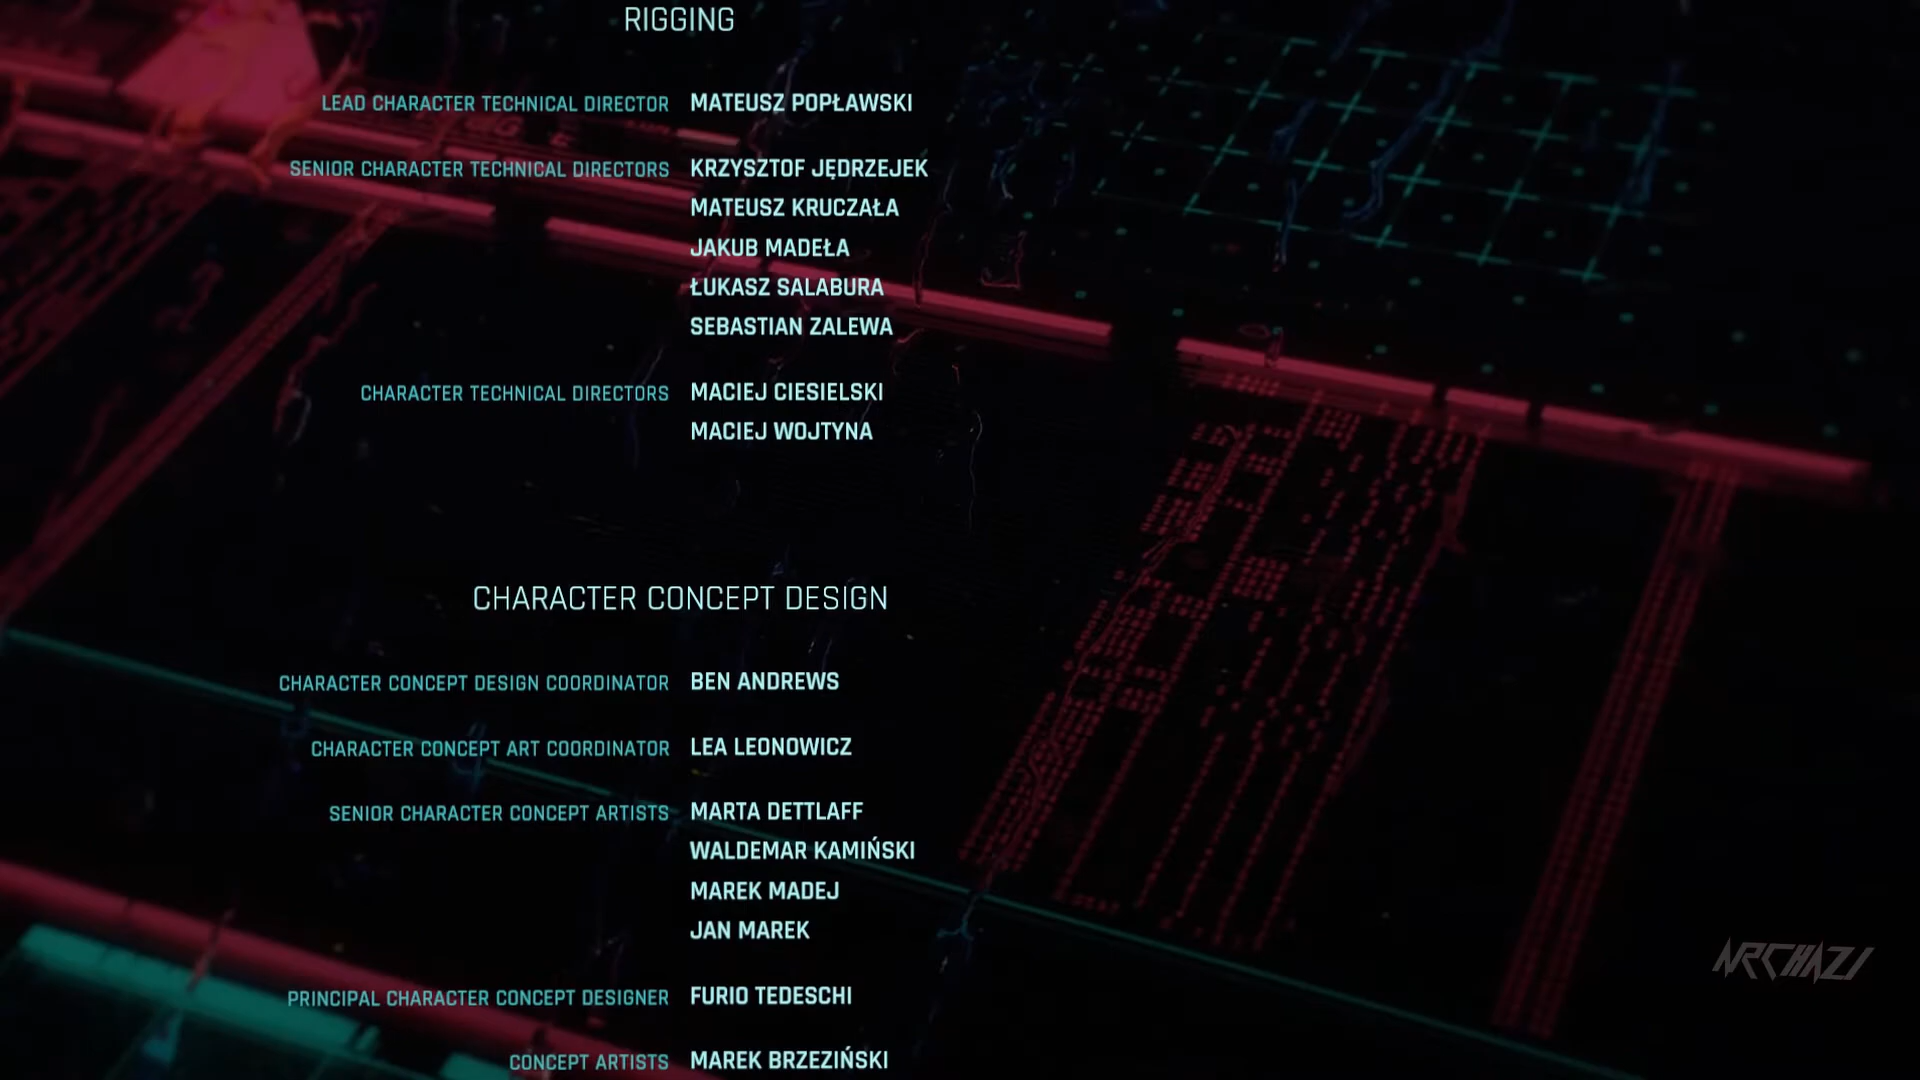 RIGGING
LEAD CHARACTER TECHNICAL DIRECTOR MATEUSZ POPŁAWSKI
SENIOR CHARACTER TECHNICAL DIRECTORS KRZYSZTOF JĘDRZEJEK
MATEUSZ KRUCZAŁA
JAKUB MADEŁA
ŁUKASZ SALABURA
SEBASTIAN ZALEWA
CHARACTER TECHNICAL DIRECTORS MACIEJ CIESIELSKI
MACIEJ WOJTYNA
CHARACTER CONCEPT DESIGN
CHARACTER CONCEPT DESIGN COORDINATOR BEN ANDREWS
CHARACTER CONCEPT ART COORDINATOR LEA LEONOWICZ
SENIOR CHARACTER CONCEPT ARTISTS MARTA DETTLAFF
WALDEMAR KAMIŃSKI
MAREK MADEJ
JAN MAREK
PRINCIPAL CHARACTER CONCEPT DESIGNER FURIO TEDESCHI
CONCEPT ARTISTS MAREK BRZEZIŃSKI
ARCHAZI